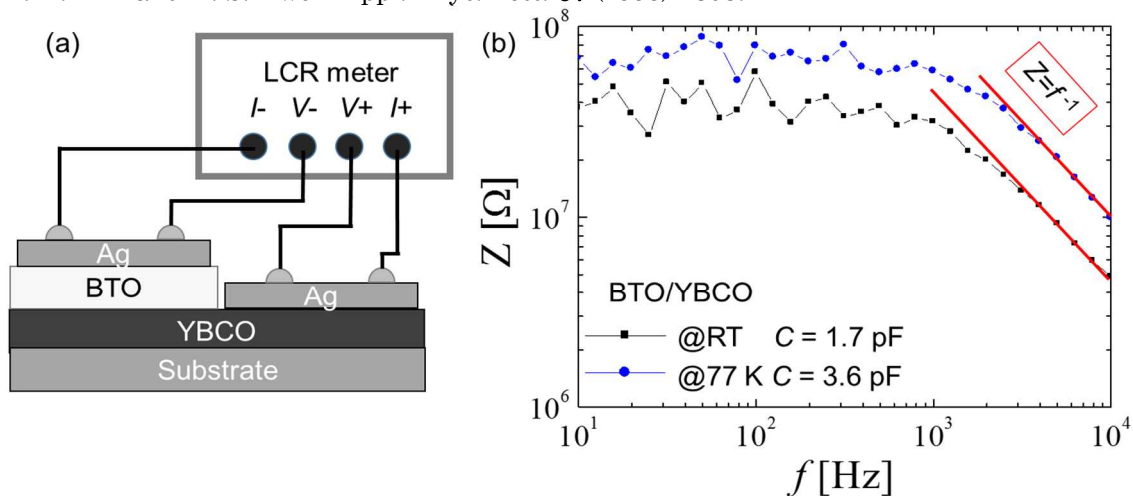 (a)
LCR meter
I- V- V+ I+
Ag
BTO
Ag
YBCO
Substrate
(b)
10^8
10^7
10^6
Z [Ω]
Z=f^-1
BTO/YBCO
@RT C = 1.7 pF
@77 K C = 3.6 pF
10^1 10^2 10^3 10^4
f [Hz]